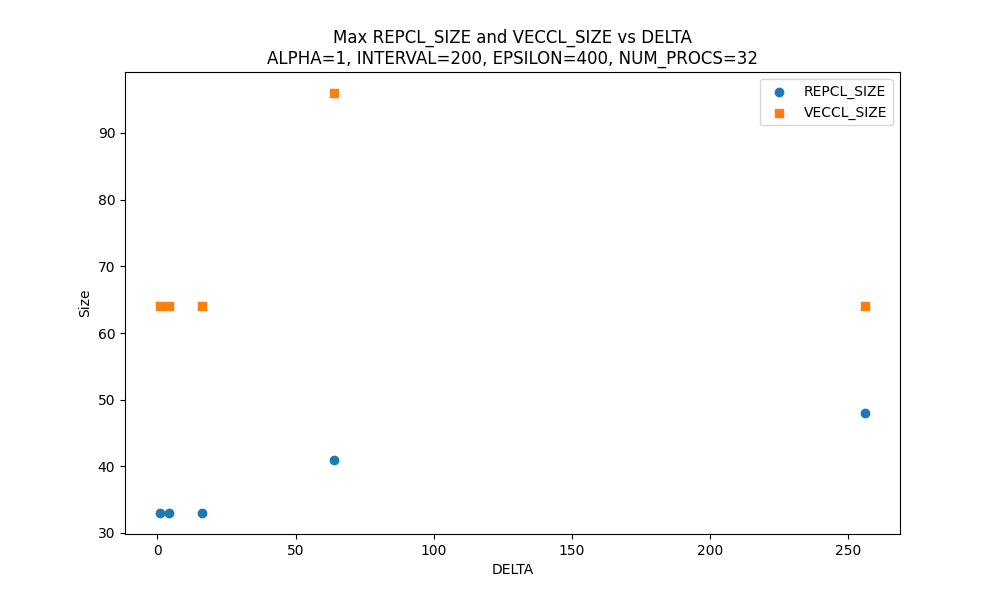 Max REPCL_SIZE and VECCL_SIZE vs DELTA
ALPHA=1, INTERVAL=200, EPSILON=400, NUM_PROCS=32
REPCL_SIZE
VECCL_SIZE
90
80
70
60
50
40
30
Size
0
50
100
150
200
250
DELTA